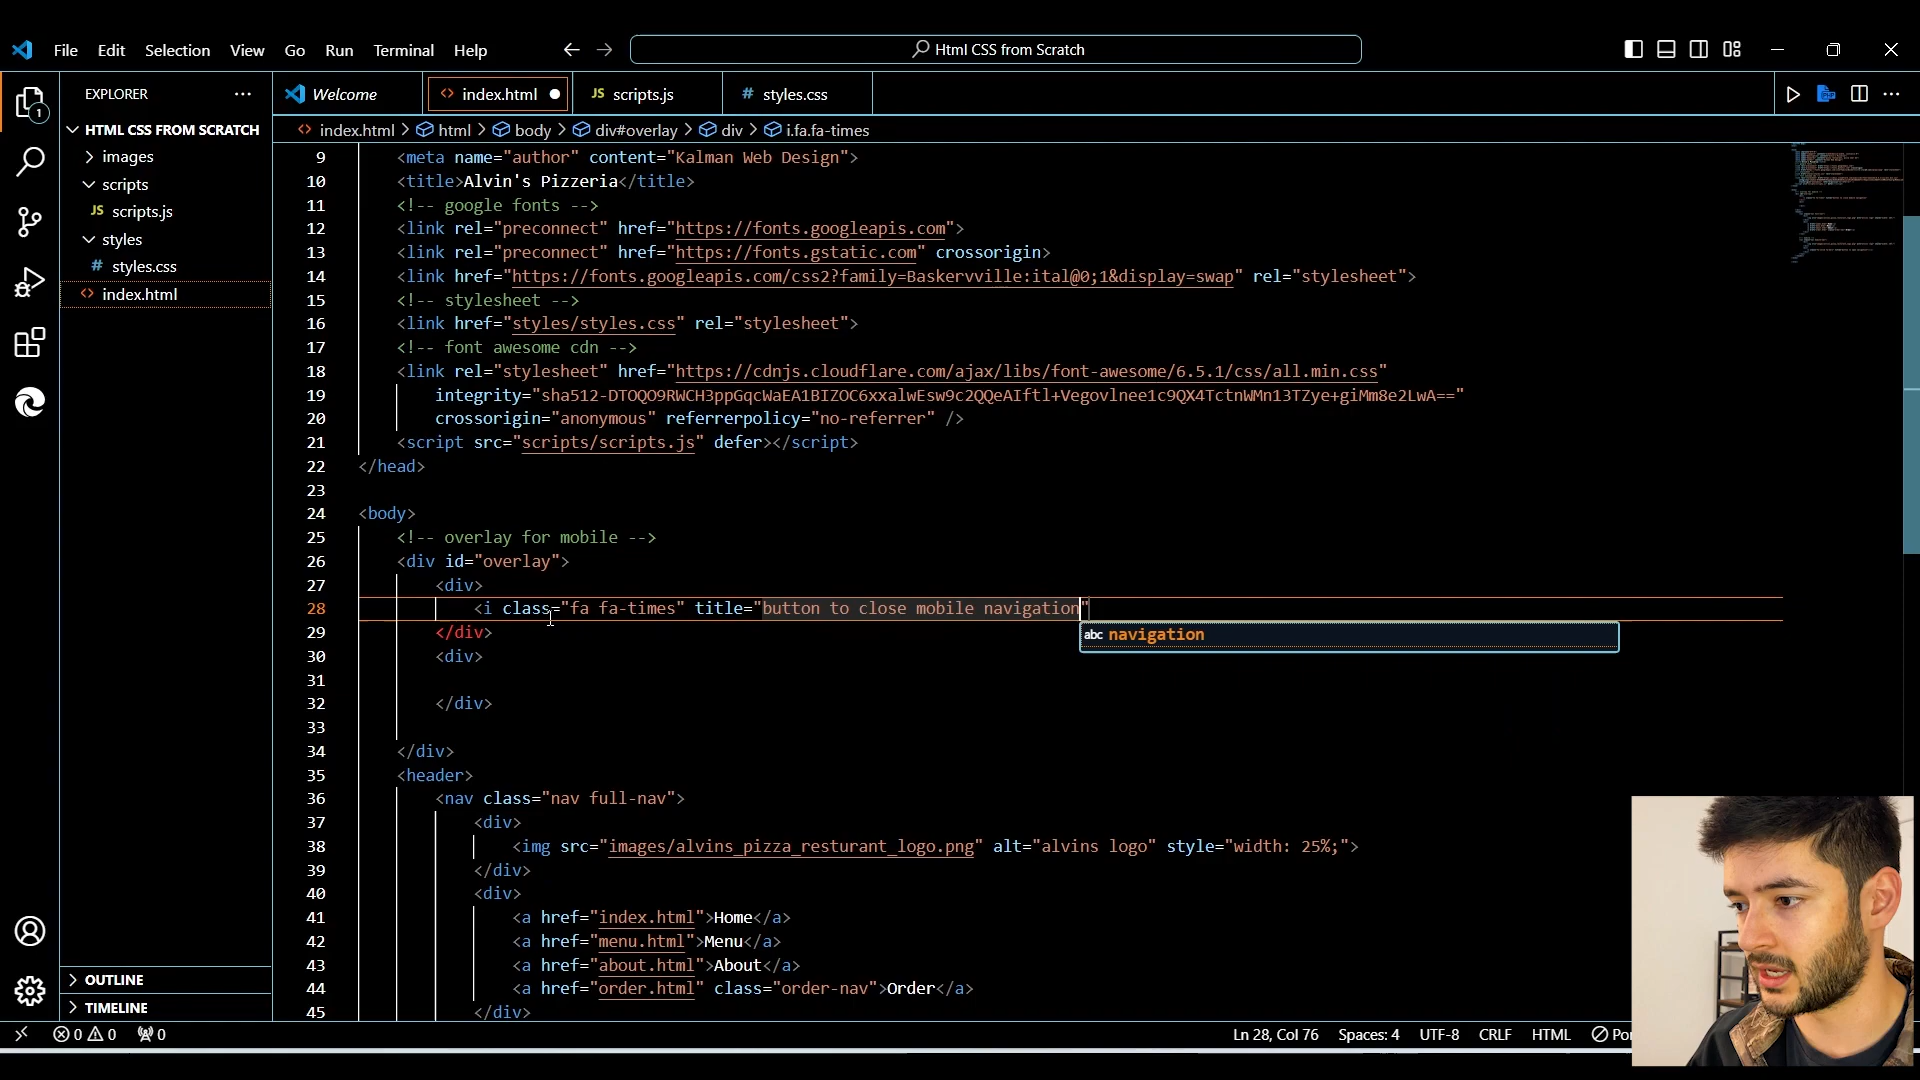 File Edit Selection View Go Run Terminal Help
Html CSS from Scratch
EXPLORER
Welcome
index.html
JS scripts.js
# styles.css
HTML CSS FROM SCRATCH
index.html > html > body > div#overlay > div > i.fa.fa-times
images
scripts
JS scripts.js
styles
# styles.css
index.html
1
9 <meta name="author" content="Kalman Web Design">
10 <title>Alvin's Pizzeria</title>
11 <!-- google fonts -->
12 <link rel="preconnect" href="https://fonts.googleapis.com">
13 <link rel="preconnect" href="https://fonts.gstatic.com" crossorigin>
14 <link href="https://fonts.googleapis.com/css2?family=Baskervville:ital@0;1&display=swap" rel="stylesheet">
15 <!-- stylesheet -->
16 <link href="styles/styles.css" rel="stylesheet">
17 <!-- font awesome cdn -->
18 <link rel="stylesheet" href="https://cdnjs.cloudflare.com/ajax/libs/font-awesome/6.5.1/css/all.min.css"
19 integrity="sha512-DTOQO9RWCH3ppGqcWaEA1BIZOC6xxalwEsw9c2QQeAIftl+Vegovlnee1c9QX4TctnWMn13TZye+giMm8e2LwA=="
20 crossorigin="anonymous" referrerpolicy="no-referrer" />
21 <script src="scripts/scripts.js" defer></script>
22 </head>
23
24 <body>
25 <!-- overlay for mobile -->
26 <div id="overlay">
27 <div>
28 <i class="fa fa-times" title="button to close mobile navigation"
abc navigation
29 </div>
30 <div>
31
32 </div>
33
34 </div>
35 <header>
36 <nav class="nav full-nav">
37 <div>
38 <img src="images/alvins_pizza_resturant_logo.png" alt="alvins logo" style="width: 25%;">
39 </div>
40 <div>
41 <a href="index.html">Home</a>
42 <a href="menu.html">Menu</a>
43 <a href="about.html">About</a>
44 <a href="order.html" class="order-nav">Order</a>
45 </div>
OUTLINE
TIMELINE
0 0 0
Ln 28, Col 76 Spaces: 4 UTF-8 CRLF HTML